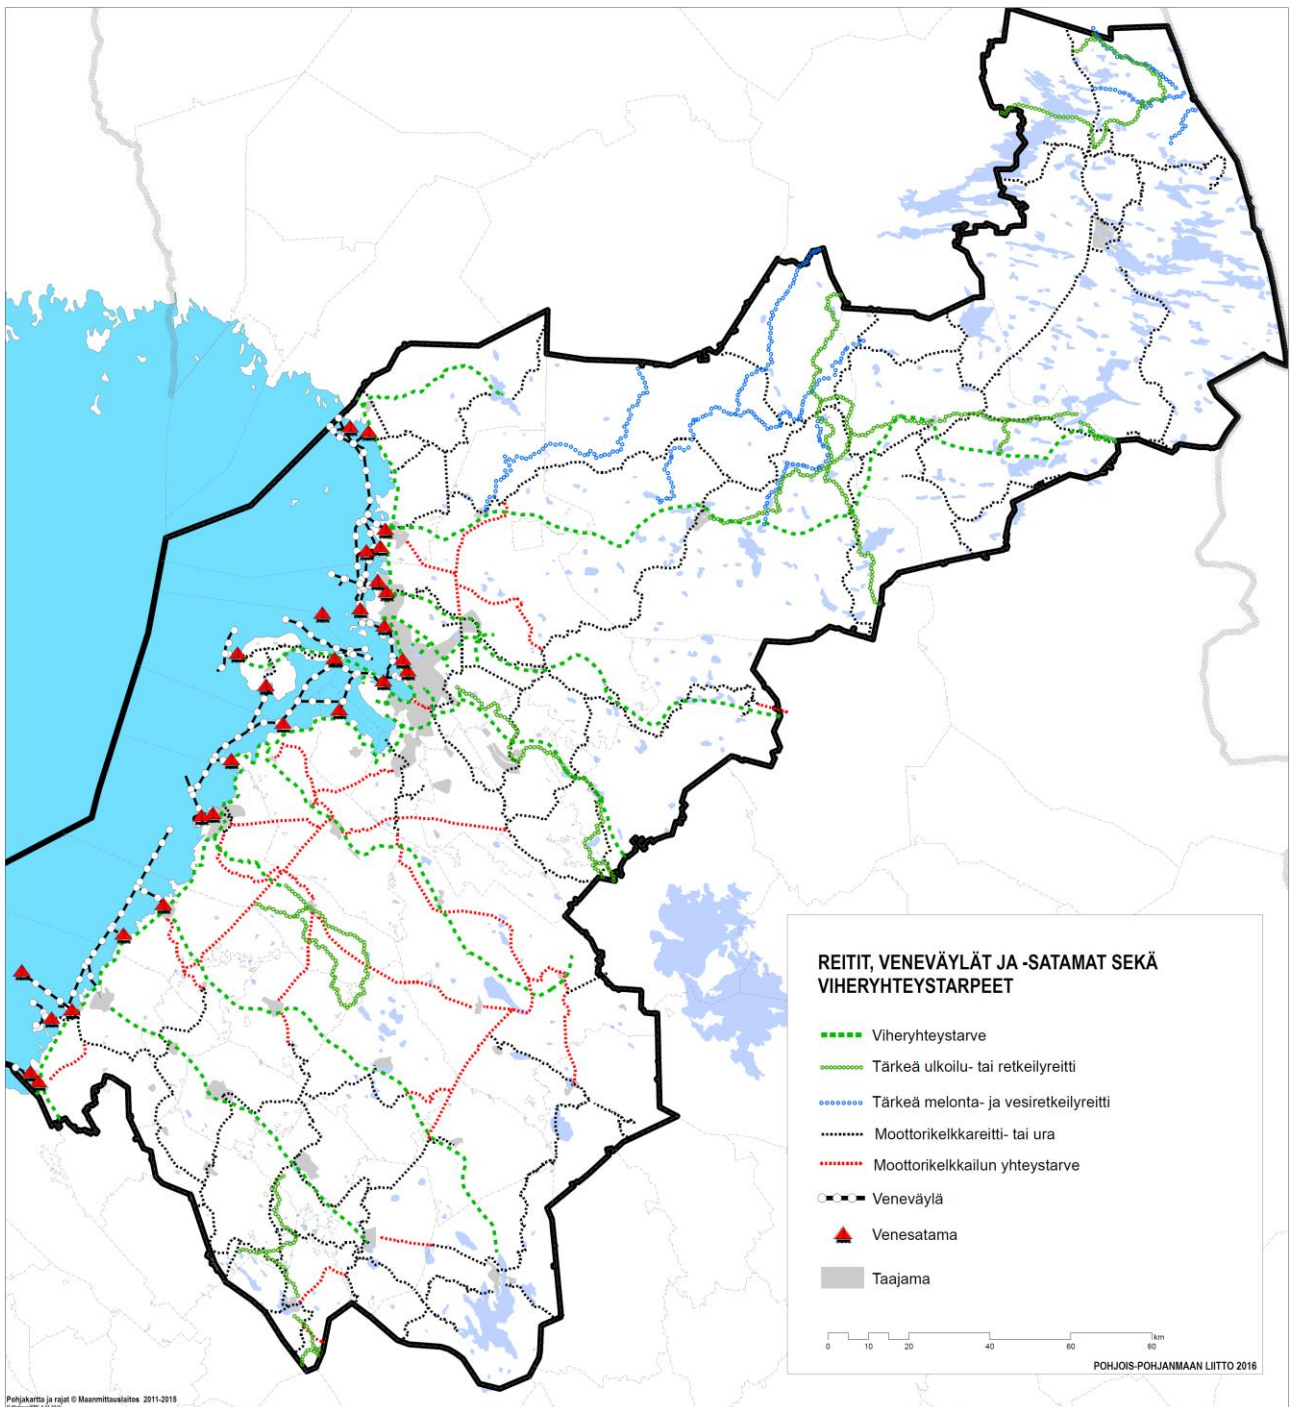 REITIT, VENEVÄYLÄT JA -SATAMAT SEKÄ
VIHERYHTEYSTARPEET
Viheryhteystarve
Tärkeä ulkoilu- tai retkeilyreitti
Tärkeä melonta- ja vesiretkeilyreitti
Moottorikelkkareitti- tai ura
Moottorikelkkailun yhteystarve
Veneväylä
Venesatama
Taajama
km
0 10 20 40 60 80
POHJOIS-POHJANMAAN LIITTO 2016
Pohjakartta ja rajat © Maanmittauslaitos 2011-2015